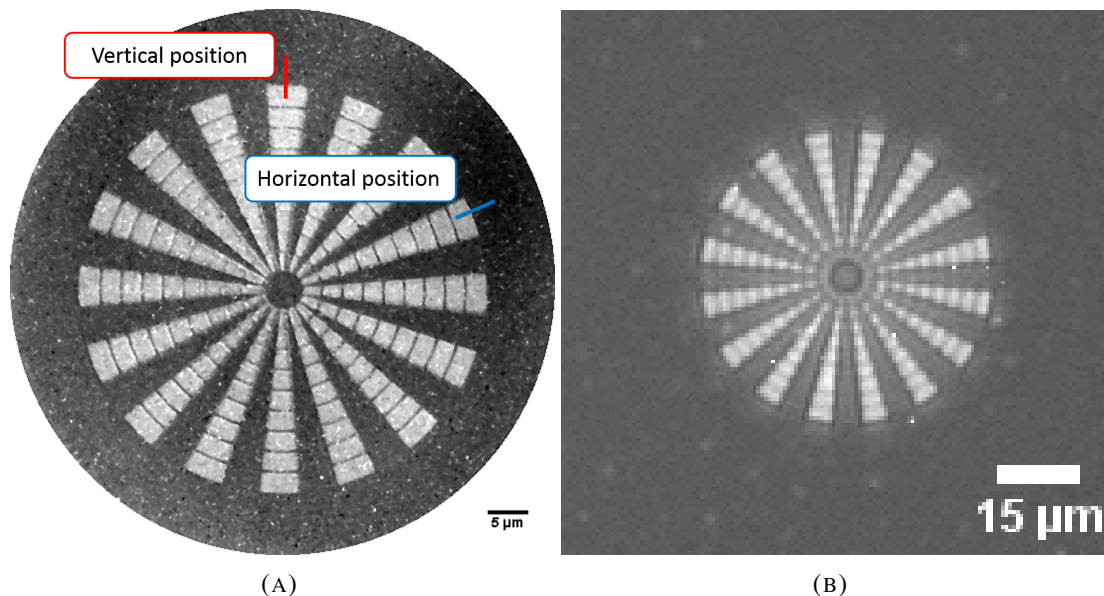 Vertical position
Horizontal position
5 µm
15 µm
(A)
(B)